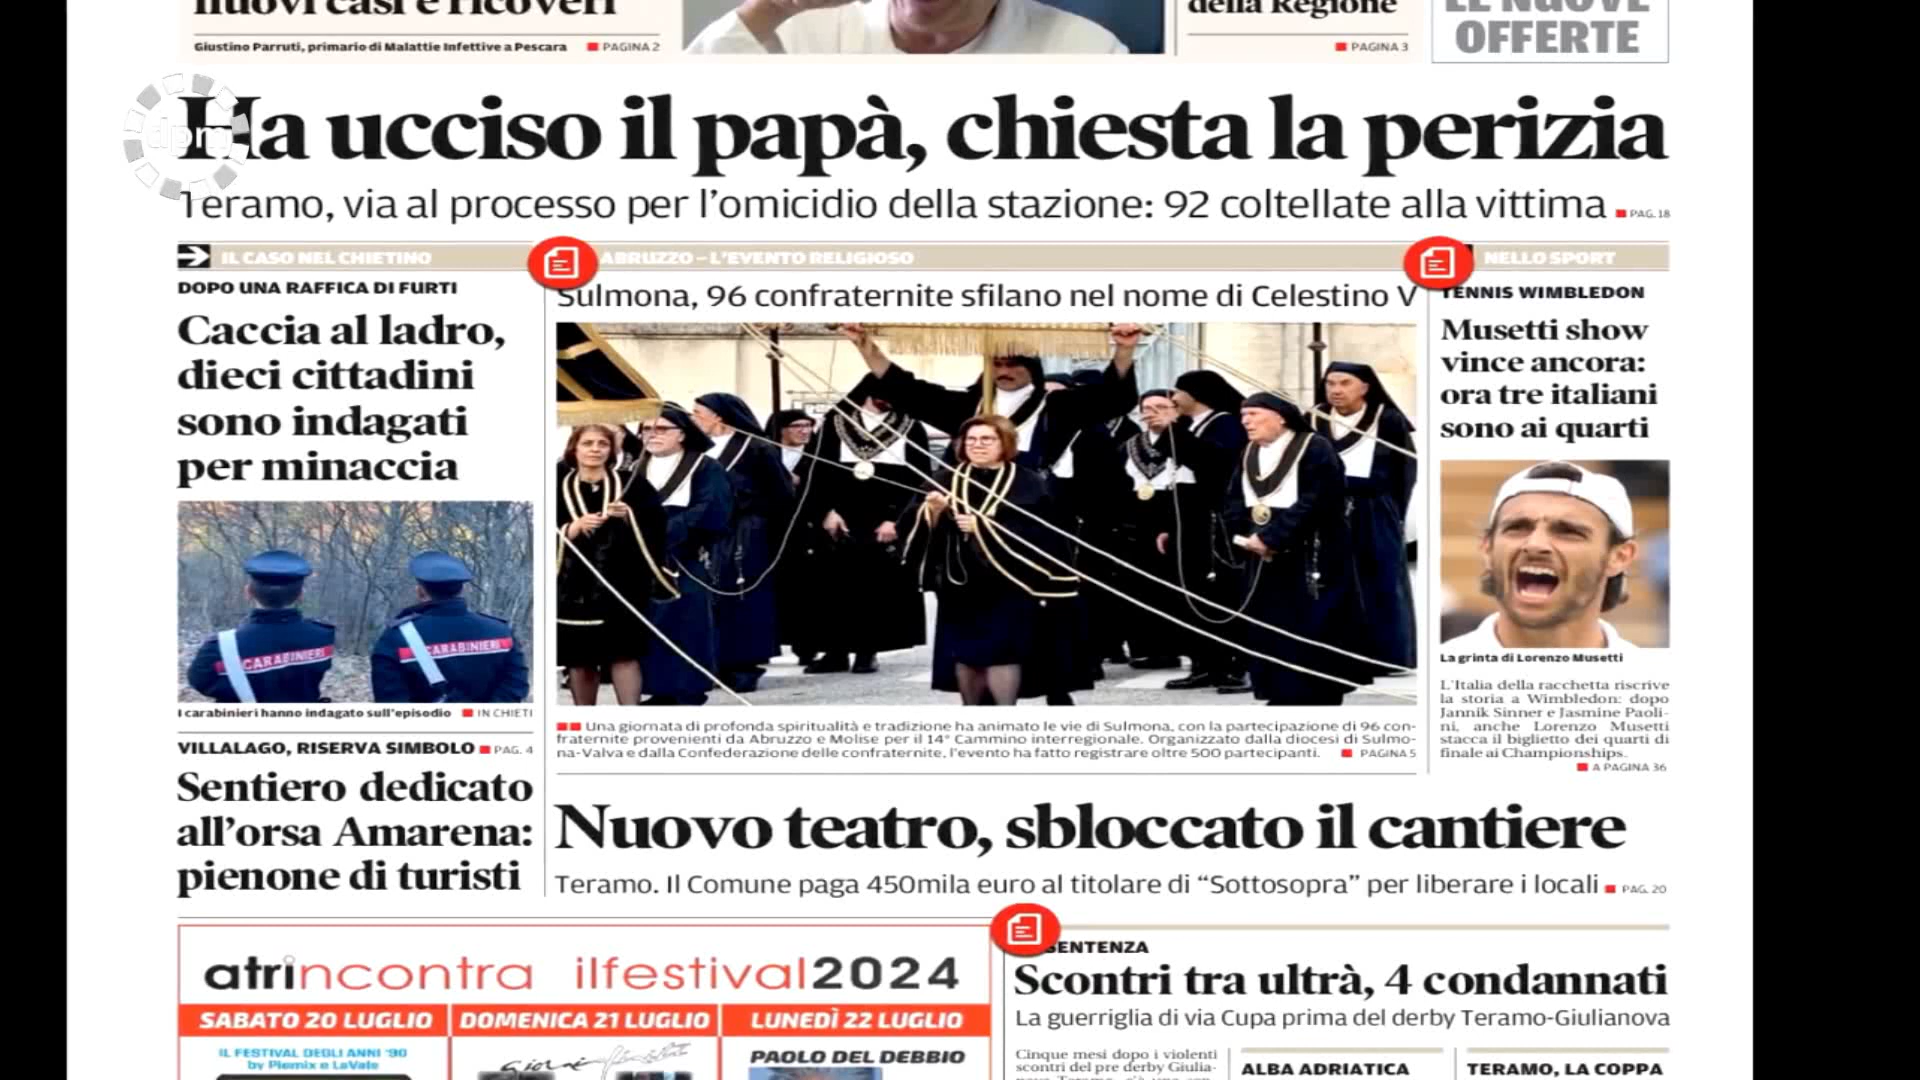 nuovi casi e ricoveri
Giustino Parruti, primario di Malattie Infettive a Pescara PAGINA 2
della Regione
PAGINA 3
LE NUOVE
OFFERTE
dpm
Ha ucciso il papà, chiesta la perizia
Teramo, via al processo per l'omicidio della stazione: 92 coltellate alla vittima PAG. 18
IL CASO NEL CHIETINO
DOPO UNA RAFFICA DI FURTI
Caccia al ladro,
dieci cittadini
sono indagati
per minaccia
CARABINIERI
CARABINIERI
I carabinieri hanno indagato sull'episodio IN CHIETI
VILLALAGO, RISERVA SIMBOLO PAG. 4
Sentiero dedicato
all'orsa Amarena:
pienone di turisti
ABRUZZO – L'EVENTO RELIGIOSO
Sulmona, 96 confraternite sfilano nel nome di Celestino V
Una giornata di profonda spiritualità e tradizione ha animato le vie di Sulmona, con la partecipazione di 96 con-
fraternite provenienti da Abruzzo e Molise per il 14° Cammino interregionale. Organizzato dalla diocesi di Sulmo-
na-Valva e dalla Confederazione delle confraternite, l'evento ha fatto registrare oltre 500 partecipanti. PAGINA 5
NELLO SPORT
TENNIS WIMBLEDON
Musetti show
vince ancora:
ora tre italiani
sono ai quarti
La grinta di Lorenzo Musetti
L'Italia della racchetta riscrive
la storia a Wimbledon: dopo
Jannik Sinner e Jasmine Paoli-
ni, anche Lorenzo Musetti
stacca il biglietto dei quarti di
finale ai Championships.
A PAGINA 36
Nuovo teatro, sbloccato il cantiere
Teramo. Il Comune paga 450mila euro al titolare di “Sottosopra” per liberare i locali PAG. 20
atrincontra ilfestival2024
SABATO 20 LUGLIO
DOMENICA 21 LUGLIO
LUNEDÌ 22 LUGLIO
IL FESTIVAL DEGLI ANNI '90
by Plemix e LaVale
PAOLO DEL DEBBIO
SENTENZA
Scontri tra ultrà, 4 condannati
La guerriglia di via Cupa prima del derby Teramo-Giulianova
Cinque mesi dopo i violenti
scontri del pre derby Giulia-
ALBA ADRIATICA
TERAMO, LA COPPA